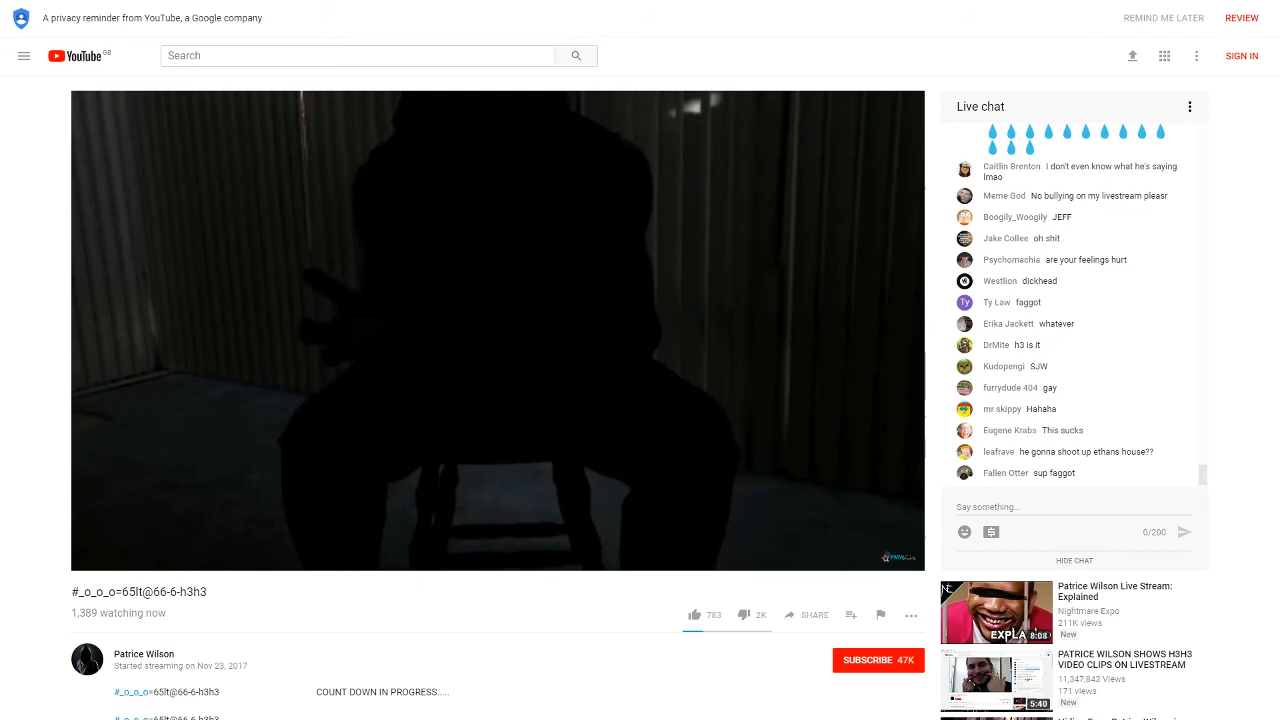 A privacy reminder from YouTube, a Google company
REMIND ME LATER
REVIEW
YouTube GB
Search
SIGN IN
Live chat
Caitlin Brenton I don't even know what he's saying
lmao
Meme God No bullying on my livestream pleasr
Boogily_Woogily JEFF
Jake Collee oh shit
Psychomachia are your feelings hurt
Westlion dickhead
Ty
Ty Law faggot
Erika Jackett whatever
DrMite h3 is it
Kudopengi SJW
furrydude 404 gay
mr skippy Hahaha
Eugene Krabs This sucks
leafrave he gonna shoot up ethans house??
Fallen Otter sup faggot
Say something...
0/200
HIDE CHAT
#_o_o_o=65lt@66-6-h3h3
1,389 watching now
783
2K
SHARE
Patrice Wilson
Started streaming on Nov 23, 2017
SUBSCRIBE 47K
#_o_o_o=65lt@66-6-h3h3 COUNT DOWN IN PROGRESS.....
EXPLA
8:08
Patrice Wilson Live Stream:
Explained
Nightmare Expo
211K views
New
5:40
PATRICE WILSON SHOWS H3H3
VIDEO CLIPS ON LIVESTREAM
11,347,843 Views
171 views
New